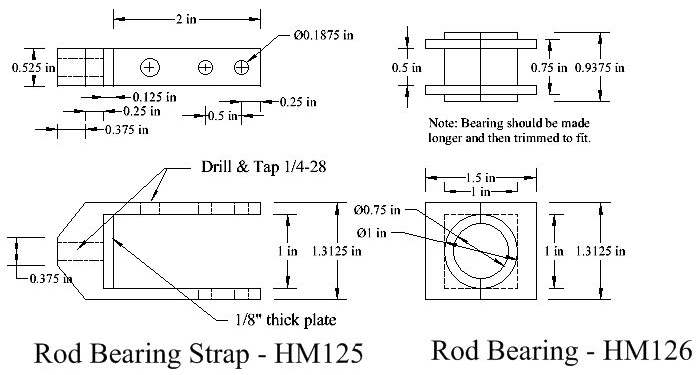 2 in
Ø0.1875 in
0.525 in
0.125 in
0.25 in
0.25 in
0.5 in
0.375 in
0.5 in
0.75 in
0.9375 in
Note: Bearing should be made
longer and then trimmed to fit.
Drill & Tap 1/4-28
1 in
1.3125 in
0.375 in
1/8" thick plate
Rod Bearing Strap - HM125
1.5 in
1 in
Ø0.75 in
Ø1 in
1 in
1.3125 in
Rod Bearing - HM126